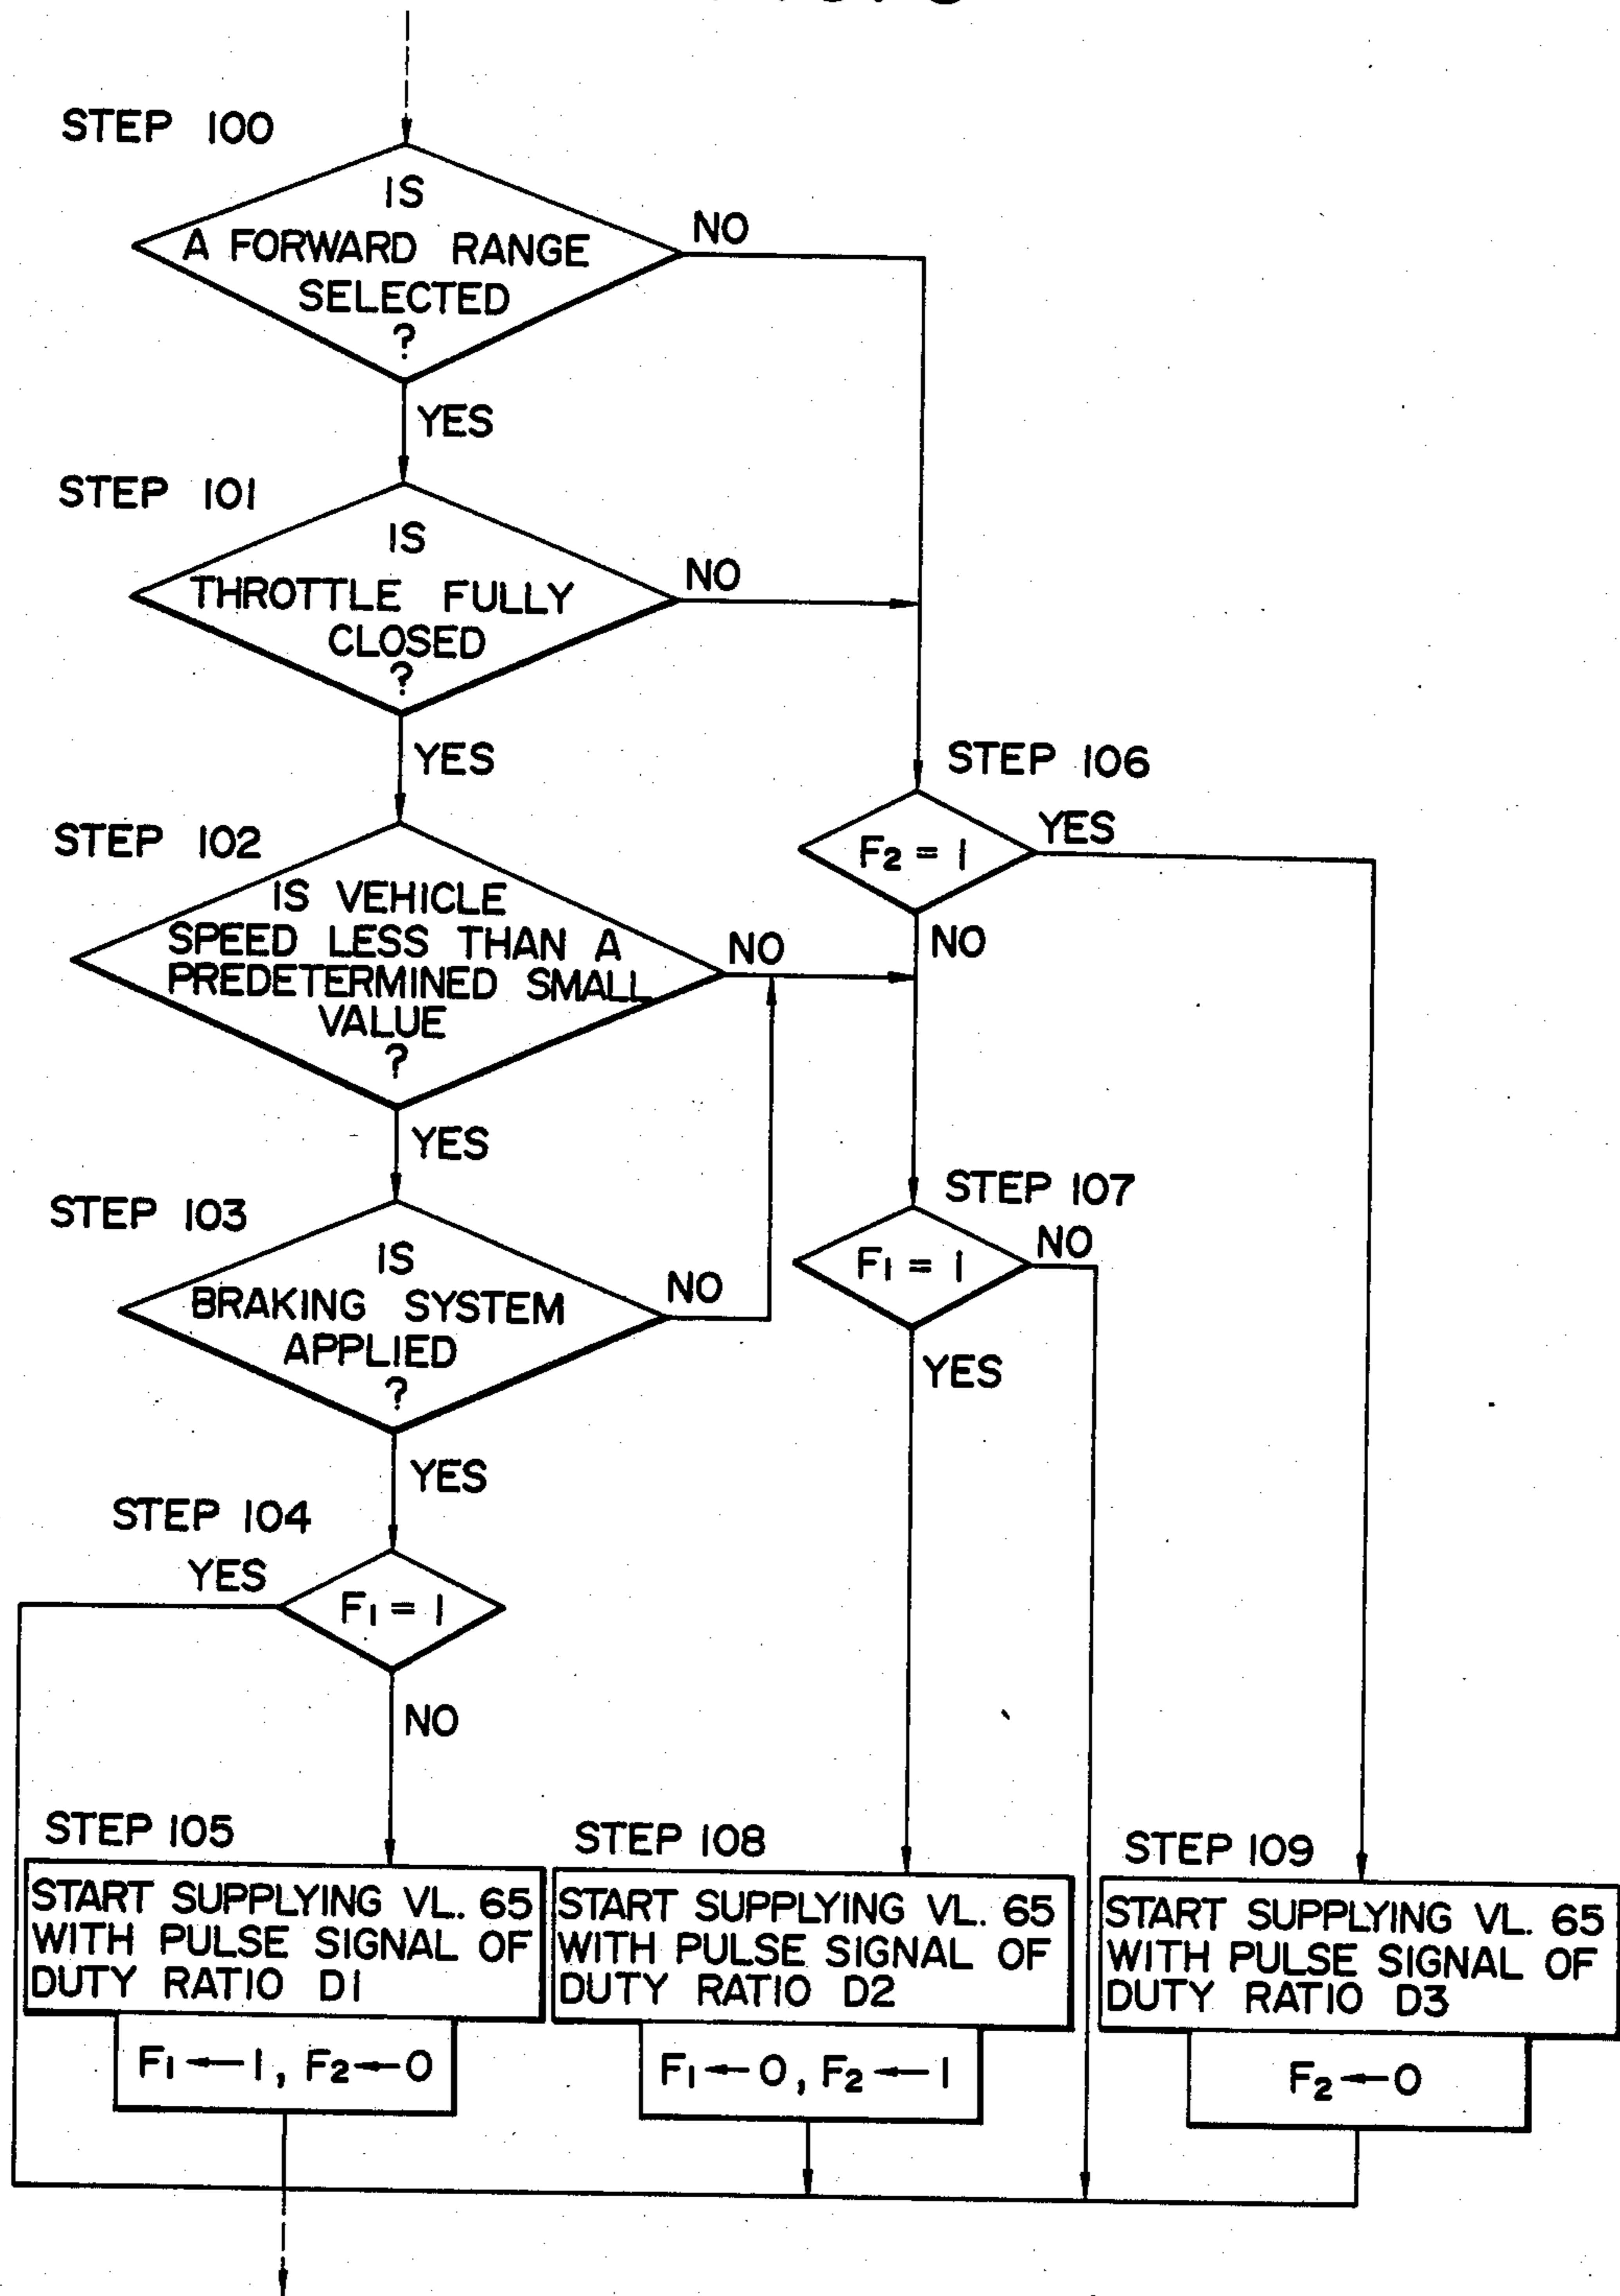 STEP 100
IS
A FORWARD RANGE
SELECTED
?
NO
YES
STEP 101
IS
THROTTLE FULLY
CLOSED
?
NO
YES
STEP 102
IS VEHICLE
SPEED LESS THAN A
PREDETERMINED SMALL
VALUE
?
NO
YES
STEP 103
IS
BRAKING SYSTEM
APPLIED
?
NO
YES
STEP 104
YES
F1 = 1
NO
STEP 106
F2 = 1
YES
NO
STEP 107
F1 = 1
NO
YES
STEP 105
START SUPPLYING VL. 65
WITH PULSE SIGNAL OF
DUTY RATIO D1
F1 ← 1, F2 ← 0
STEP 108
START SUPPLYING VL. 65
WITH PULSE SIGNAL OF
DUTY RATIO D2
F1 ← 0, F2 ← 1
STEP 109
START SUPPLYING VL. 65
WITH PULSE SIGNAL OF
DUTY RATIO D3
F2 ← 0